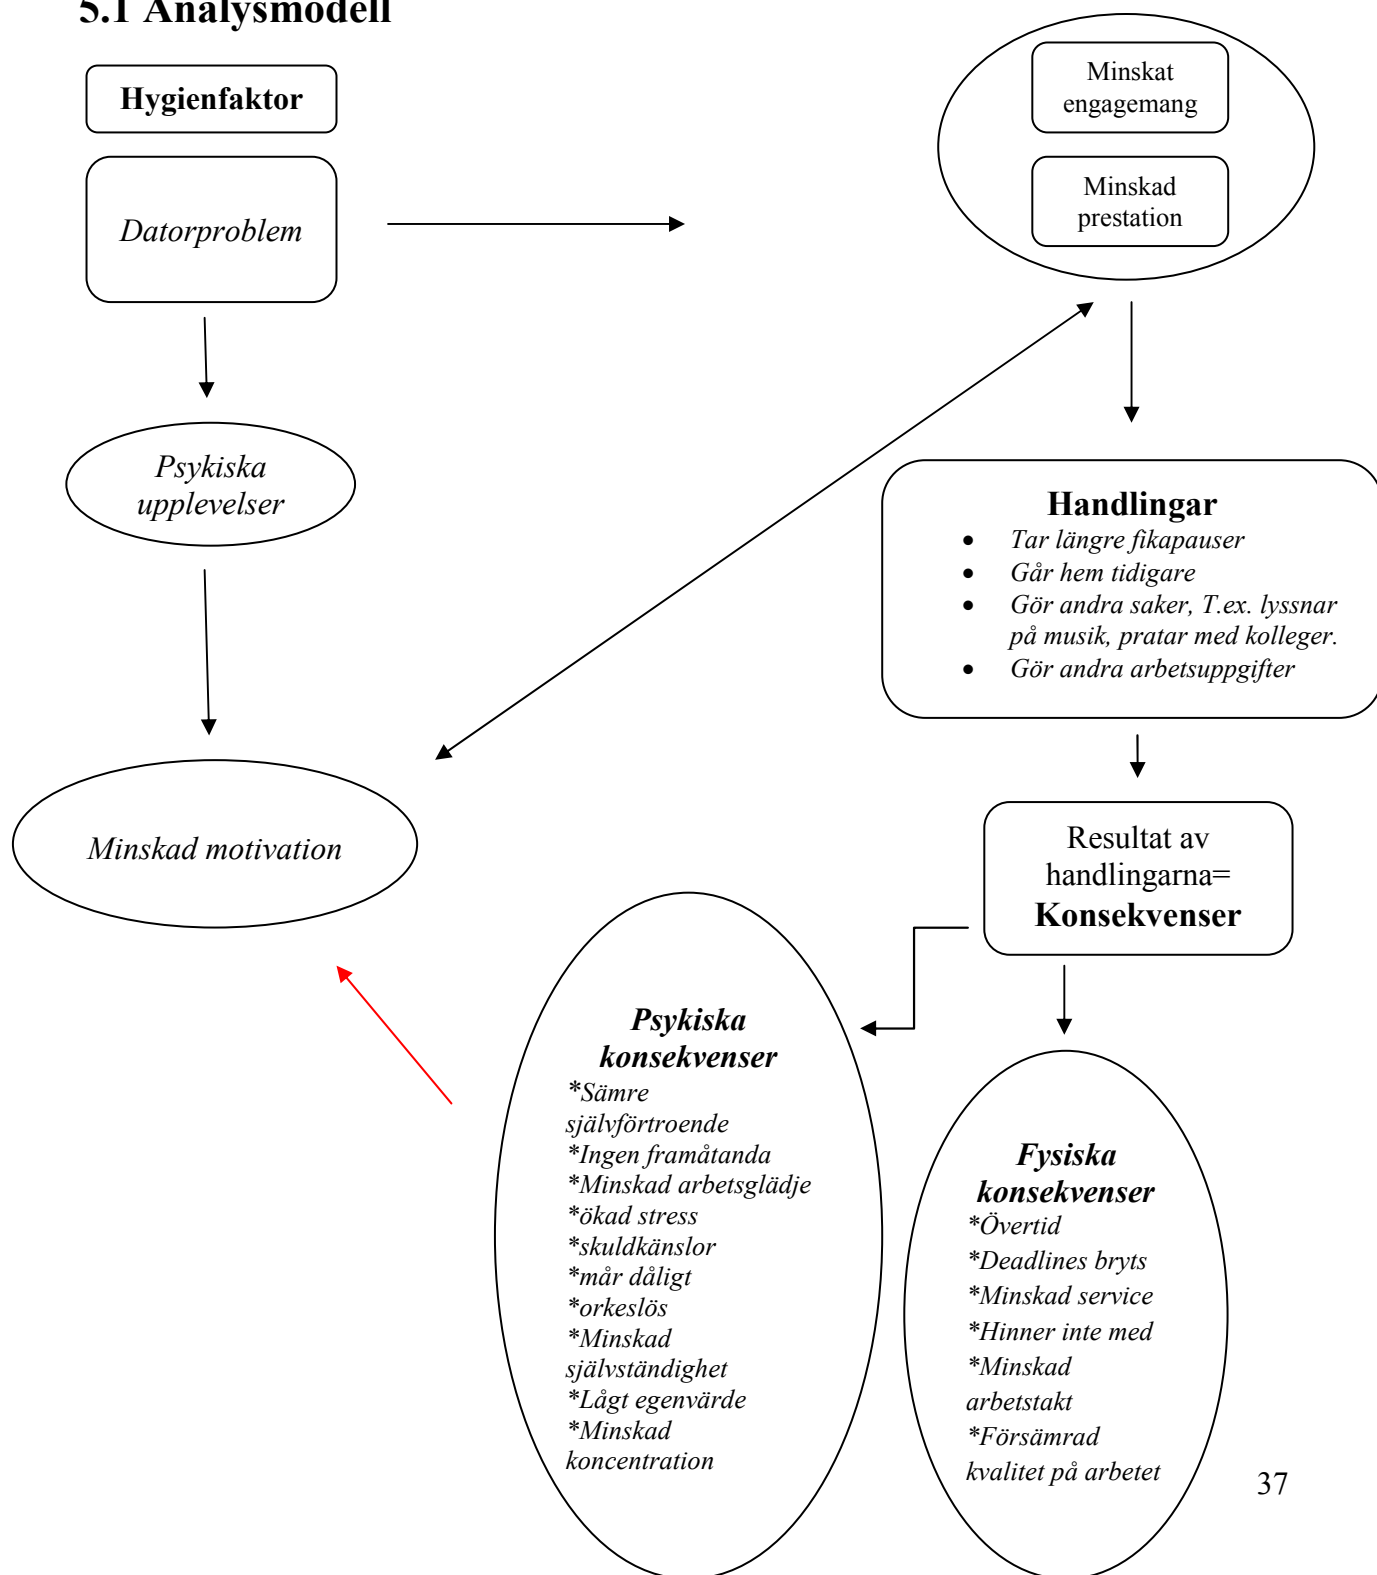 5.1 Analysmodell
Hygienfaktor
Datorproblem
Psykiska
upplevelser
Minskad motivation
Minskat
engagemang
Minskad
prestation
Handlingar
• Tar längre fikapauser
• Går hem tidigare
• Gör andra saker, T.ex. lyssnar
på musik, pratar med kolleger.
• Gör andra arbetsuppgifter
Resultat av
handlingarna=
Konsekvenser
Psykiska
konsekvenser
*Sämre
självförtroende
*Ingen framåtanda
*Minskad arbetsglädje
*ökad stress
*skuldkänslor
*mår dåligt
*orkeslös
*Minskad
självständighet
*Lågt egenvärde
*Minskad
koncentration
Fysiska
konsekvenser
*Övertid
*Deadlines bryts
*Minskad service
*Hinner inte med
*Minskad
arbetstakt
*Försämrad
kvalitet på arbetet
37